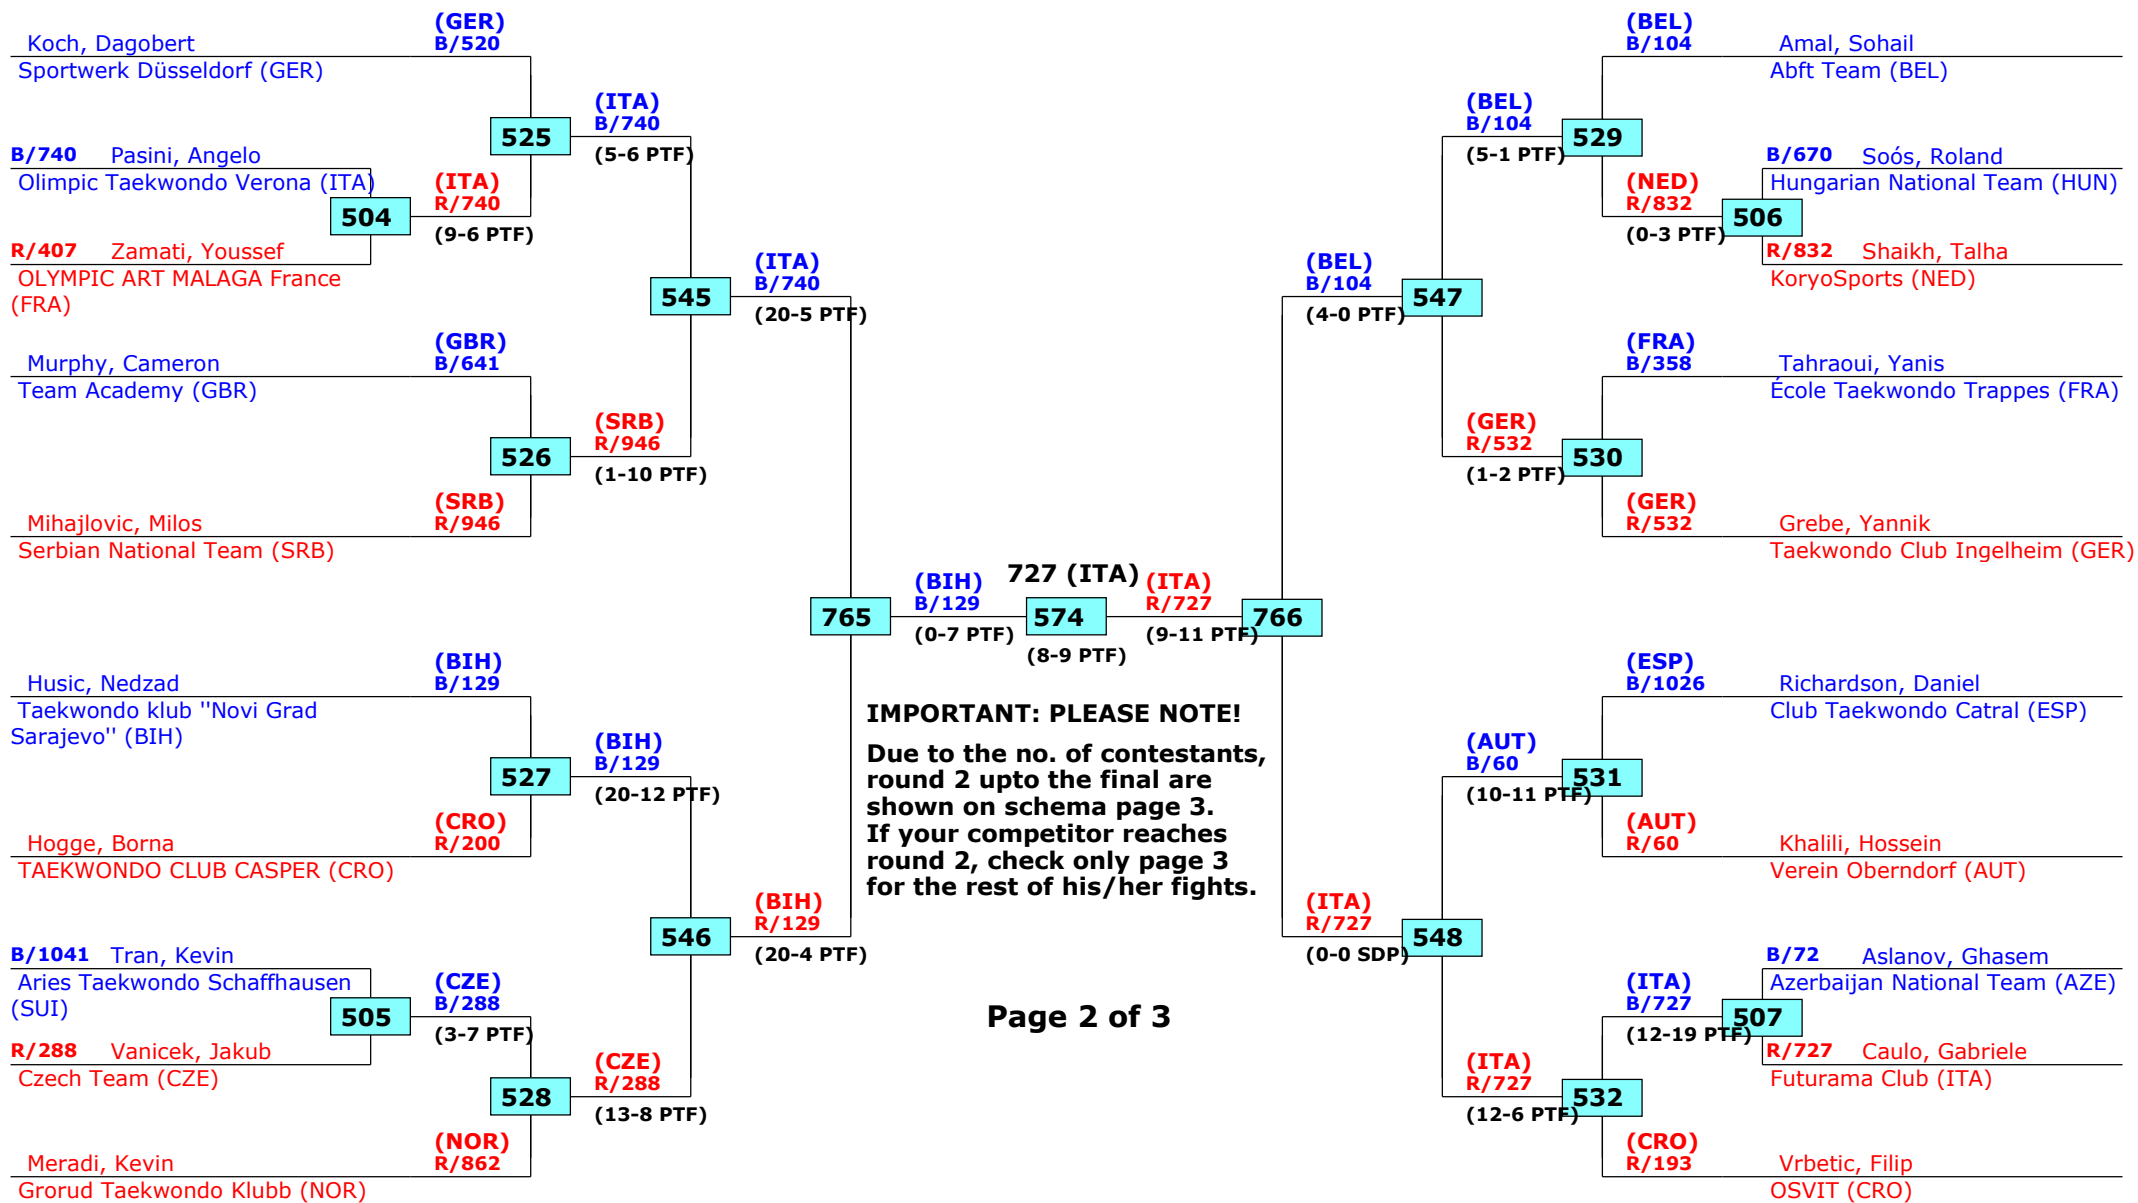 (GER)
B/520
Koch, Dagobert
Sportwerk Düsseldorf (GER)
525
(ITA)
B/740
(5-6 PTF)
B/740 Pasini, Angelo
Olimpic Taekwondo Verona (ITA)
504
(ITA)
R/740
(9-6 PTF)
R/407 Zamati, Youssef
OLYMPIC ART MALAGA France
(FRA)
545
(ITA)
B/740
(20-5 PTF)
(GBR)
B/641
Murphy, Cameron
Team Academy (GBR)
526
(SRB)
R/946
(1-10 PTF)
(SRB)
R/946
Mihajlovic, Milos
Serbian National Team (SRB)
765
(BIH)
B/129
(0-7 PTF)
727 (ITA)
574
(8-9 PTF)
(ITA)
R/727
(9-11 PTF)
766
(BIH)
B/129
Husic, Nedzad
Taekwondo klub "Novi Grad
Sarajevo" (BIH)
527
(BIH)
B/129
(20-12 PTF)
(CRO)
R/200
Hogge, Borna
TAEKWONDO CLUB CASPER (CRO)
546
(BIH)
R/129
(20-4 PTF)
B/1041 Tran, Kevin
Aries Taekwondo Schaffhausen
(SUI)
505
(CZE)
B/288
(3-7 PTF)
R/288 Vanicek, Jakub
Czech Team (CZE)
528
(CZE)
R/288
(13-8 PTF)
(NOR)
R/862
Meradi, Kevin
Grorud Taekwondo Klubb (NOR)
IMPORTANT: PLEASE NOTE!
Due to the no. of contestants,
round 2 upto the final are
shown on schema page 3.
If your competitor reaches
round 2, check only page 3
for the rest of his/her fights.
Page 2 of 3
(BEL)
B/104
Amal, Sohail
Abft Team (BEL)
(BEL)
B/104
(5-1 PTF)
529
B/670 Soós, Roland
Hungarian National Team (HUN)
(NED)
R/832
(0-3 PTF)
506
R/832 Shaikh, Talha
KoryoSports (NED)
(BEL)
B/104
(4-0 PTF)
547
(FRA)
B/358
Tahraoui, Yanis
École Taekwondo Trappes (FRA)
(GER)
R/532
(1-2 PTF)
530
(GER)
R/532
Grebe, Yannik
Taekwondo Club Ingelheim (GER)
(ESP)
B/1026
Richardson, Daniel
Club Taekwondo Catral (ESP)
(AUT)
B/60
(10-11 PTF)
531
(AUT)
R/60
Khalili, Hossein
Verein Oberndorf (AUT)
(ITA)
R/727
(0-0 SDP)
548
B/72 Aslanov, Ghasem
Azerbaijan National Team (AZE)
(ITA)
B/727
(12-19 PTF)
507
R/727 Caulo, Gabriele
Futurama Club (ITA)
(ITA)
R/727
(12-6 PTF)
532
(CRO)
R/193
Vrbetic, Filip
OSVIT (CRO)